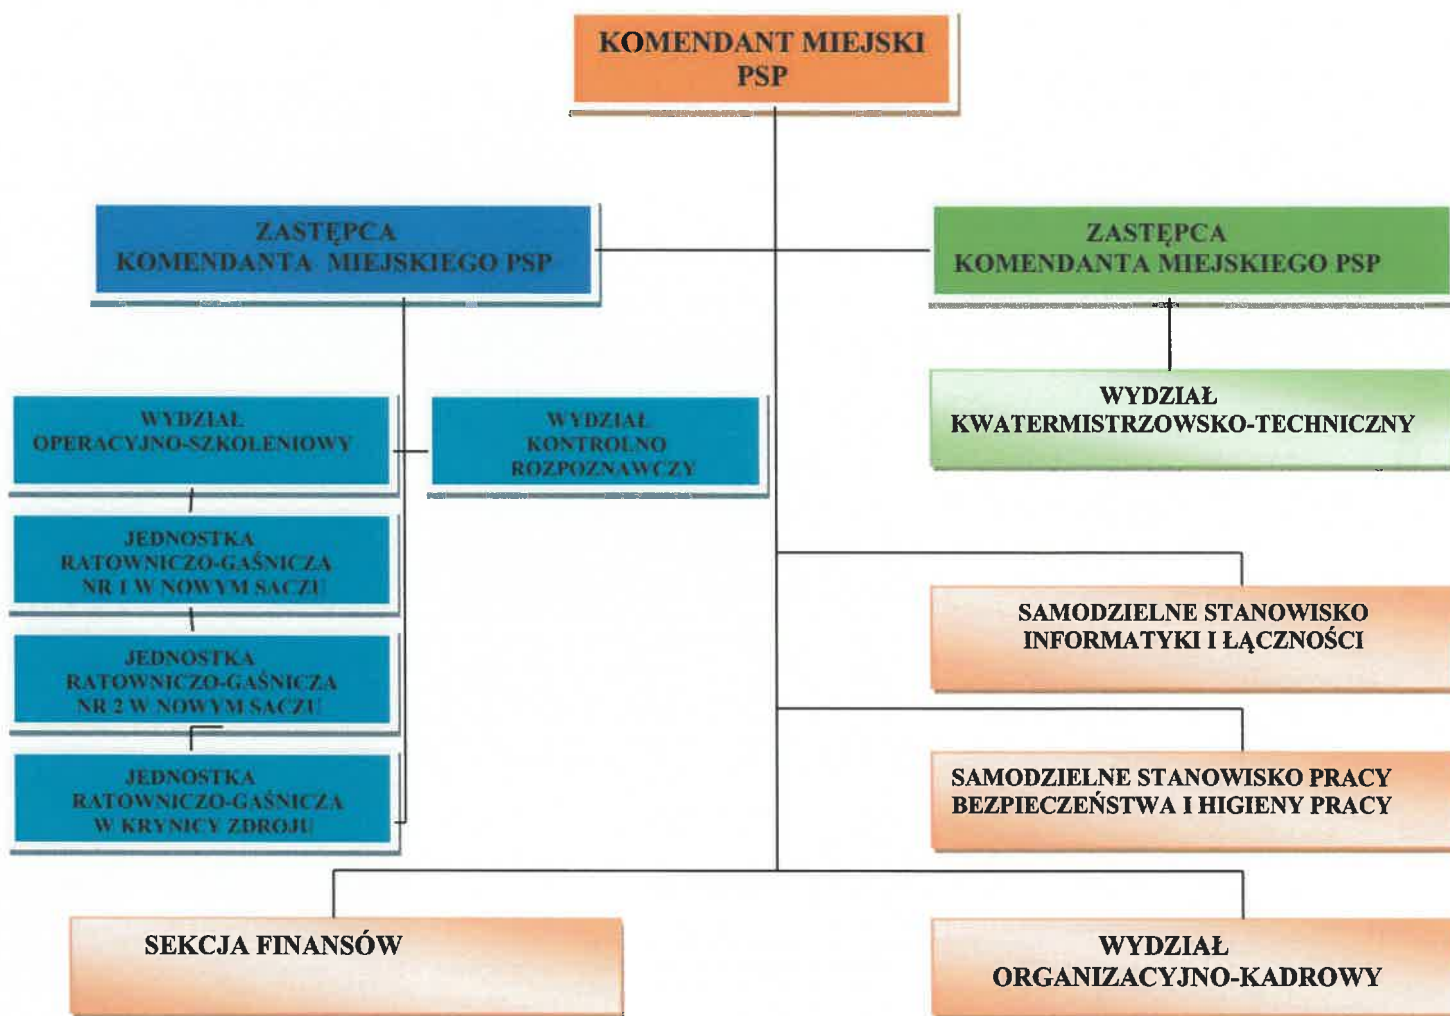 KOMENDANT MIEJSKI
PSP
ZASTĘPCA
KOMENDANTA MIEJSKIEGO PSP
ZASTĘPCA
KOMENDANTA MIEJSKIEGO PSP
WYDZIAŁ
OPERACYJNO-SZKOLENIOWY
WYDZIAŁ
KONTROLNO
ROZPOZNAWCZY
WYDZIAŁ
KWATERMISTRZOWSKO-TECHNICZNY
JEDNOSTKA
RATOWNICZO-GAŚNICZA
NR 1 W NOWYM SACZU
JEDNOSTKA
RATOWNICZO-GAŚNICZA
NR 2 W NOWYM SACZU
JEDNOSTKA
RATOWNICZO-GAŚNICZA
W KRYNICY ZDROJU
SAMODZIELNE STANOWISKO
INFORMATYKI I ŁĄCZNOŚCI
SAMODZIELNE STANOWISKO PRACY
BEZPIECZEŃSTWA I HIGIENY PRACY
SEKCJA FINANSÓW
WYDZIAŁ
ORGANIZACYJNO-KADROWY